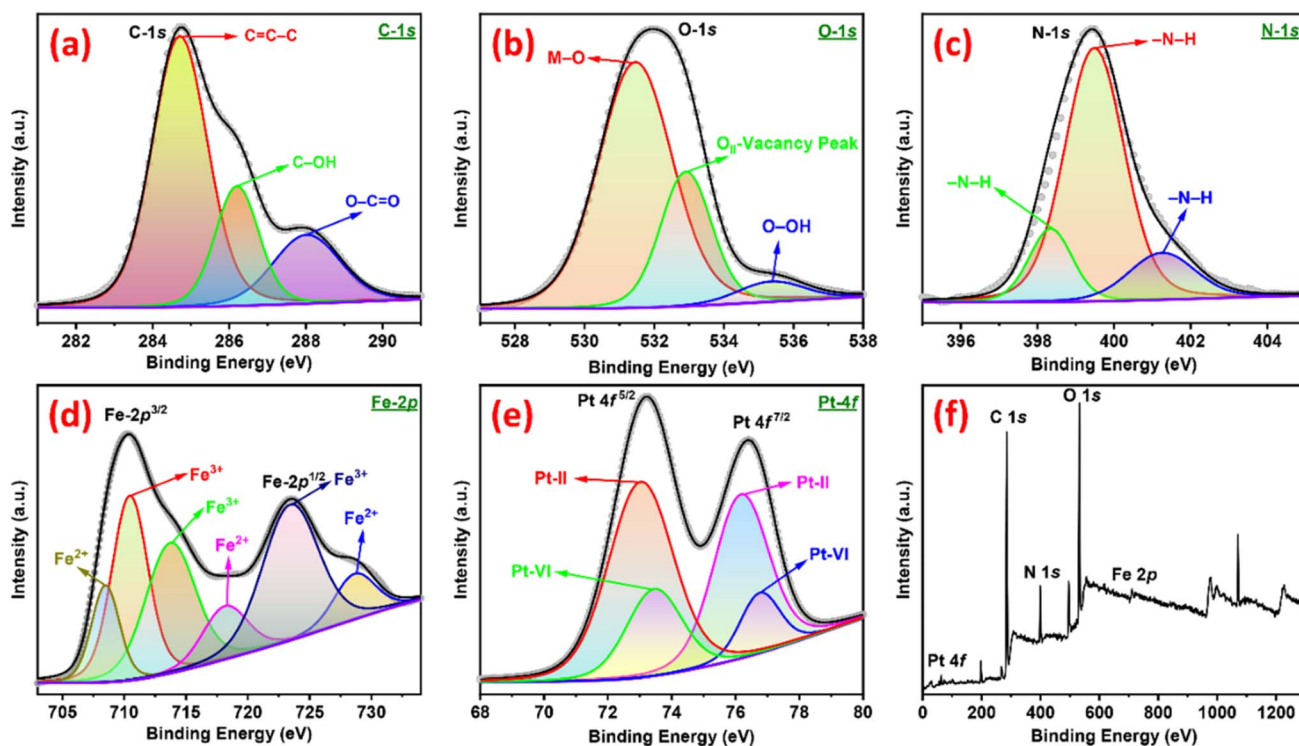 (a)
C-1s
C=C–C
C-1s
C–OH
O–C=O
Intensity (a.u.)
282 284 286 288 290
Binding Energy (eV)
(b)
O-1s
O-1s
M–O
O_II-Vacancy Peak
O–OH
Intensity (a.u.)
528 530 532 534 536 538
Binding Energy (eV)
(c)
N-1s
N-1s
–N–H
–N–H
–N–H
Intensity (a.u.)
396 398 400 402 404
Binding Energy (eV)
(d)
Fe-2p
Fe-2p3/2
Fe3+
Fe-2p1/2
Fe3+
Fe3+
Fe2+
Fe2+
Fe2+
Intensity (a.u.)
705 710 715 720 725 730
Binding Energy (eV)
(e)
Pt 4f5/2
Pt-4f
Pt 4f7/2
Pt-II
Pt-II
Pt-VI
Pt-VI
Intensity (a.u.)
68 70 72 74 76 78 80
Binding Energy (eV)
(f)
O 1s
C 1s
N 1s
Fe 2p
Pt 4f
Intensity (a.u.)
0 200 400 600 800 1000 1200
Binding Energy (eV)